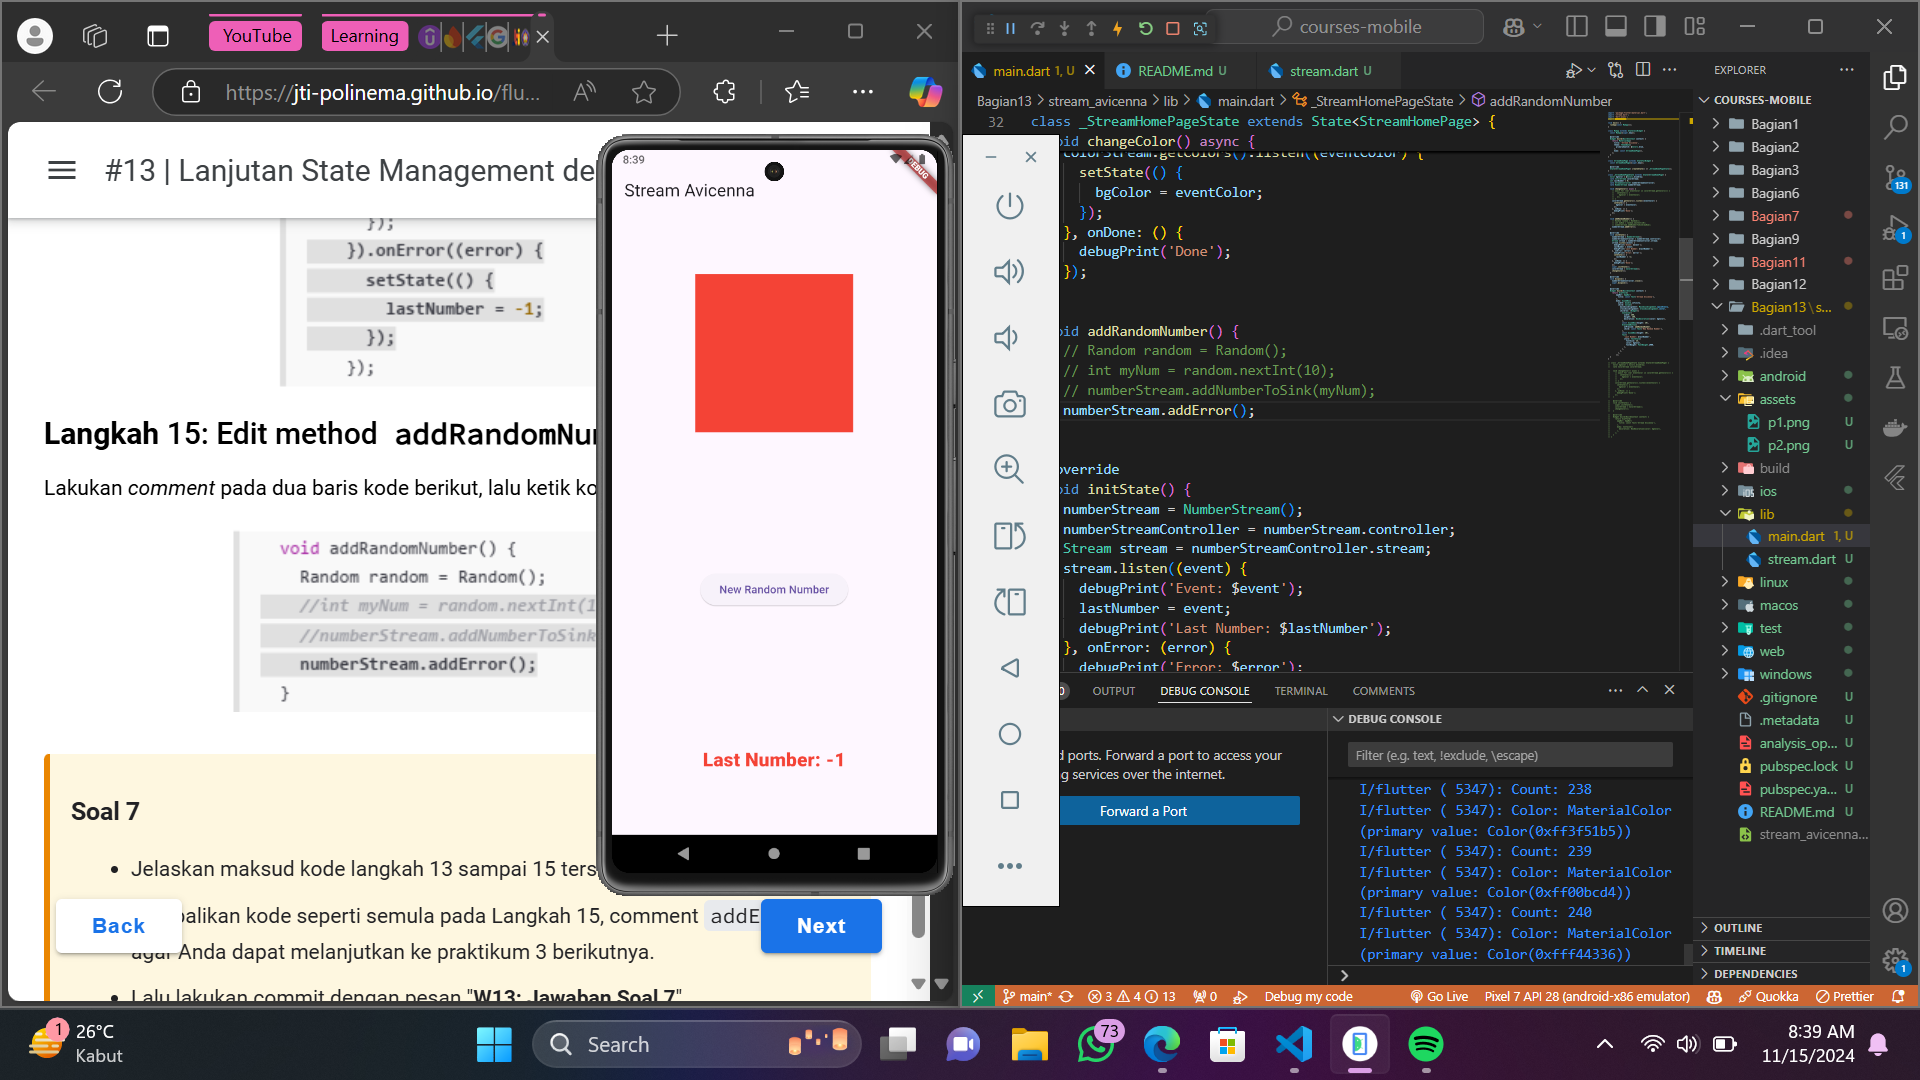 YouTube
Learning
https://jti-polinema.github.io/flu...
#13 | Lanjutan State Management de
});
}).onError((error) {
setState(() {
lastNumber = -1;
});
});
Langkah 15: Edit method addRandomNu
Lakukan comment pada dua baris kode berikut, lalu ketik ko
void addRandomNumber() {
Random random = Random();
//int myNum = random.nextInt(1
//numberStream.addNumberToSink
numberStream.addError();
}
Soal 7
Jelaskan maksud kode langkah 13 sampai 15 ters
balikan kode seperti semula pada Langkah 15, comment addE
agar Anda dapat melanjutkan ke praktikum 3 berikutnya.
Lalu lakukan commit dengan pesan "W13: Jawaban Soal 7"
Back
Next
8:39
DEBUG
Stream Avicenna
New Random Number
Last Number: -1
courses-mobile
main.dart 1, U
README.md U
stream.dart U
Bagian13 > stream_avicenna > lib > main.dart > _StreamHomePageState > addRandomNumber
32 class _StreamHomePageState extends State<StreamHomePage> {
id changeColor() async {
colorStream.getColors().listen((eventColor) {
setState(() {
bgColor = eventColor;
});
}, onDone: () {
debugPrint('Done');
});
id addRandomNumber() {
// Random random = Random();
// int myNum = random.nextInt(10);
// numberStream.addNumberToSink(myNum);
numberStream.addError();
verride
id initState() {
numberStream = NumberStream();
numberStreamController = numberStream.controller;
Stream stream = numberStreamController.stream;
stream.listen((event) {
debugPrint('Event: $event');
lastNumber = event;
debugPrint('Last Number: $lastNumber');
}, onError: (error) {
debugPrint('Error: $error');
OUTPUT
DEBUG CONSOLE
TERMINAL
COMMENTS
d ports. Forward a port to access your
g services over the internet.
Forward a Port
DEBUG CONSOLE
Filter (e.g. text, !exclude, \escape)
I/flutter ( 5347): Count: 238
I/flutter ( 5347): Color: MaterialColor
(primary value: Color(0xff3f51b5))
I/flutter ( 5347): Count: 239
I/flutter ( 5347): Color: MaterialColor
(primary value: Color(0xff00bcd4))
I/flutter ( 5347): Count: 240
I/flutter ( 5347): Color: MaterialColor
(primary value: Color(0xfff44336))
EXPLORER
COURSES-MOBILE
Bagian1
Bagian2
Bagian3
Bagian6
Bagian7
Bagian9
Bagian11
Bagian12
Bagian13\s...
.dart_tool
.idea
android
assets
p1.png U
p2.png U
build
ios
lib
main.dart 1, U
stream.dart U
linux
macos
test
web
windows
.gitignore U
.metadata U
analysis_op... U
pubspec.lock U
pubspec.ya... U
README.md U
stream_avicenna...
OUTLINE
TIMELINE
DEPENDENCIES
131
1
1
main*
3 4 13
0
Debug my code
Go Live
Pixel 7 API 28 (android-x86 emulator)
Quokka
Prettier
1
26°C
Kabut
Search
73
8:39 AM
11/15/2024